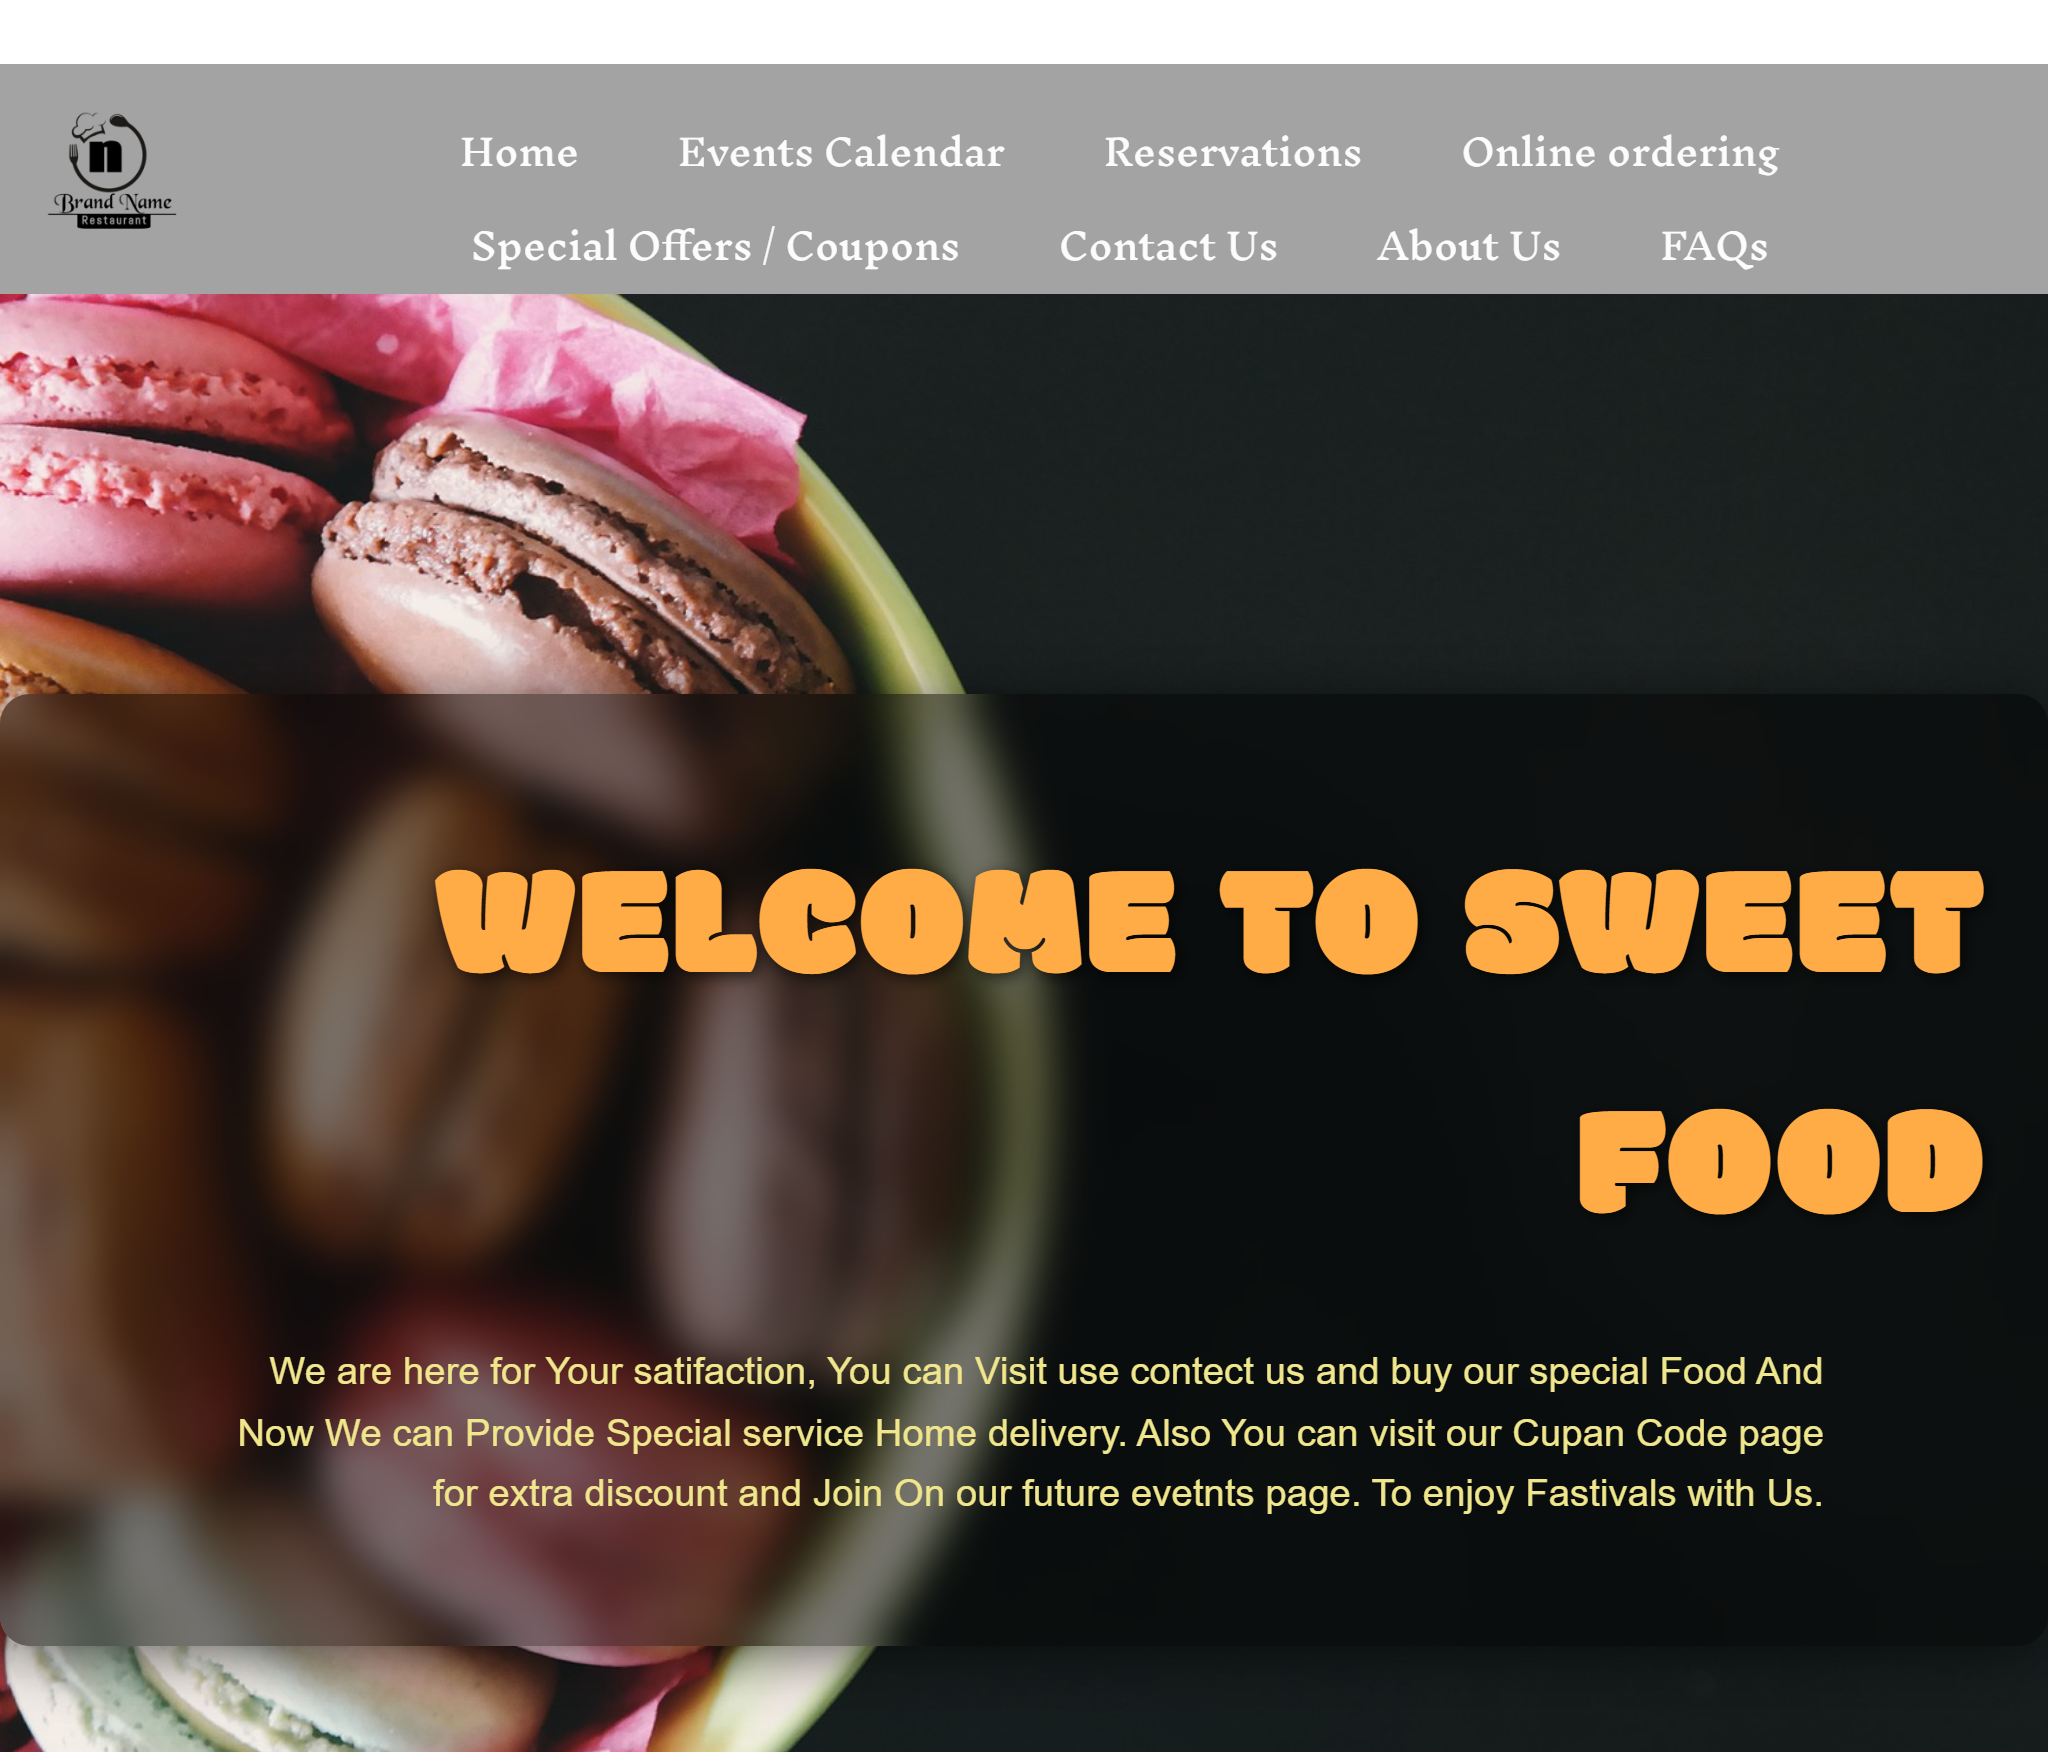 n
Brand Name
Restaurant
Home Events Calendar Reservations Online ordering
Special Offers / Coupons Contact Us About Us FAQs
WELCOME TO SWEET
FOOD
We are here for Your satifaction, You can Visit use contect us and buy our special Food And
Now We can Provide Special service Home delivery. Also You can visit our Cupan Code page
for extra discount and Join On our future evetnts page. To enjoy Fastivals with Us.